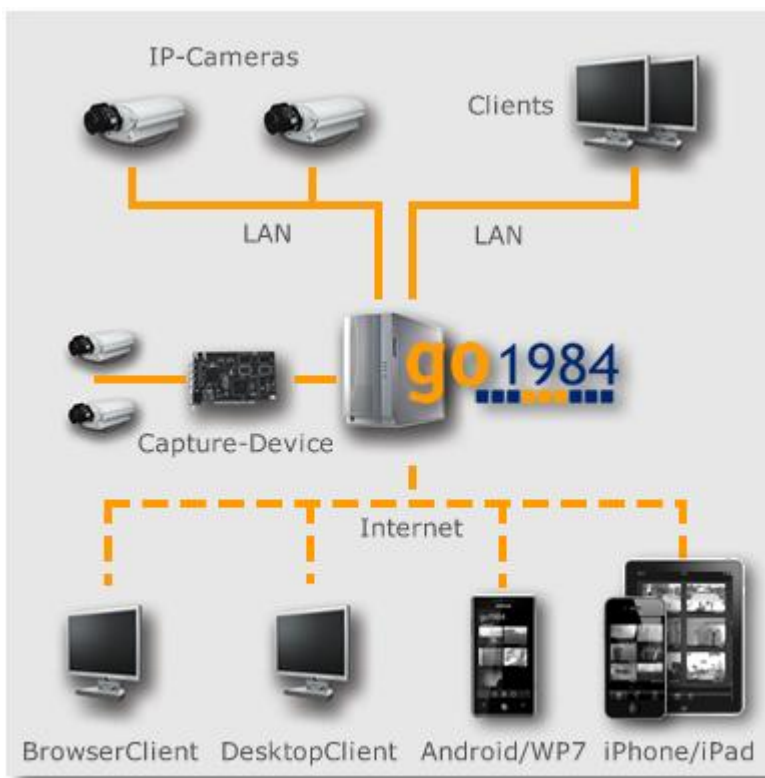 IP-Cameras
Clients
LAN
LAN
go1984
Capture-Device
Internet
BrowserClient
DesktopClient
Android/WP7
iPhone/iPad